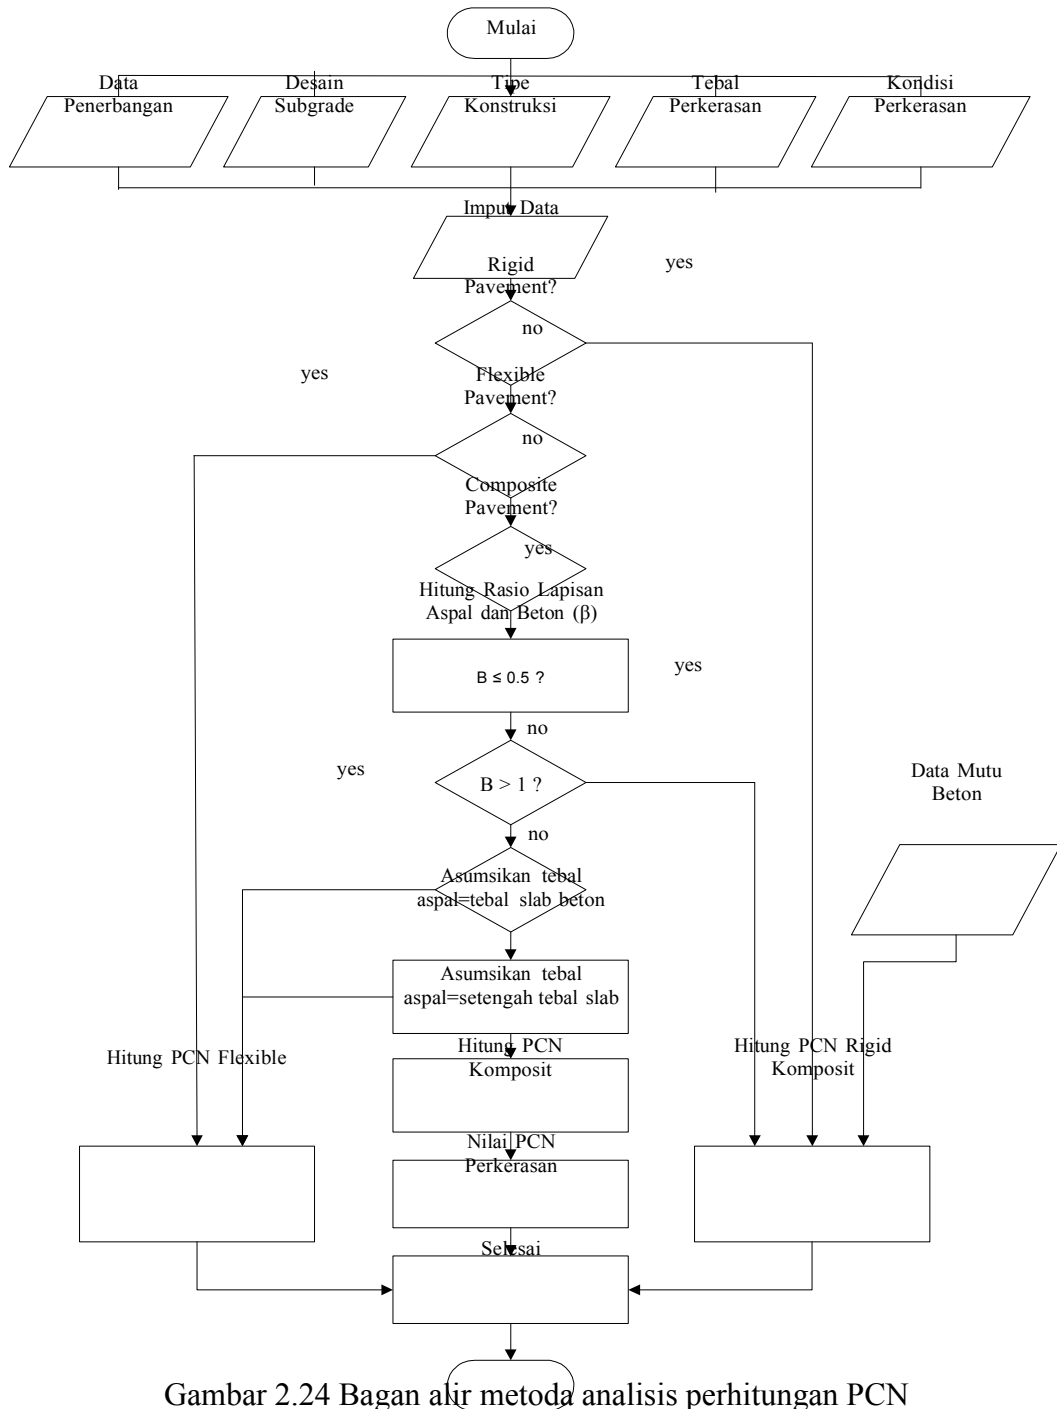 Mulai
Data
Penerbangan
Desain
Subgrade
Tipe
Konstruksi
Tebal
Perkerasan
Kondisi
Perkerasan
Imput Data
Rigid
Pavement?
yes
no
Flexible
Pavement?
yes
no
Composite
Pavement?
yes
Hitung Rasio Lapisan
Aspal dan Beton (β)
B ≤ 0.5 ?
yes
no
B > 1 ?
yes
no
Data Mutu
Beton
Asumsikan tebal
aspal=tebal slab beton
Asumsikan tebal
aspal=setengah tebal slab
Hitung PCN Flexible
Hitung PCN
Komposit
Hitung PCN Rigid
Komposit
Nilai PCN
Perkerasan
Selesai
Gambar 2.24 Bagan alir metoda analisis perhitungan PCN